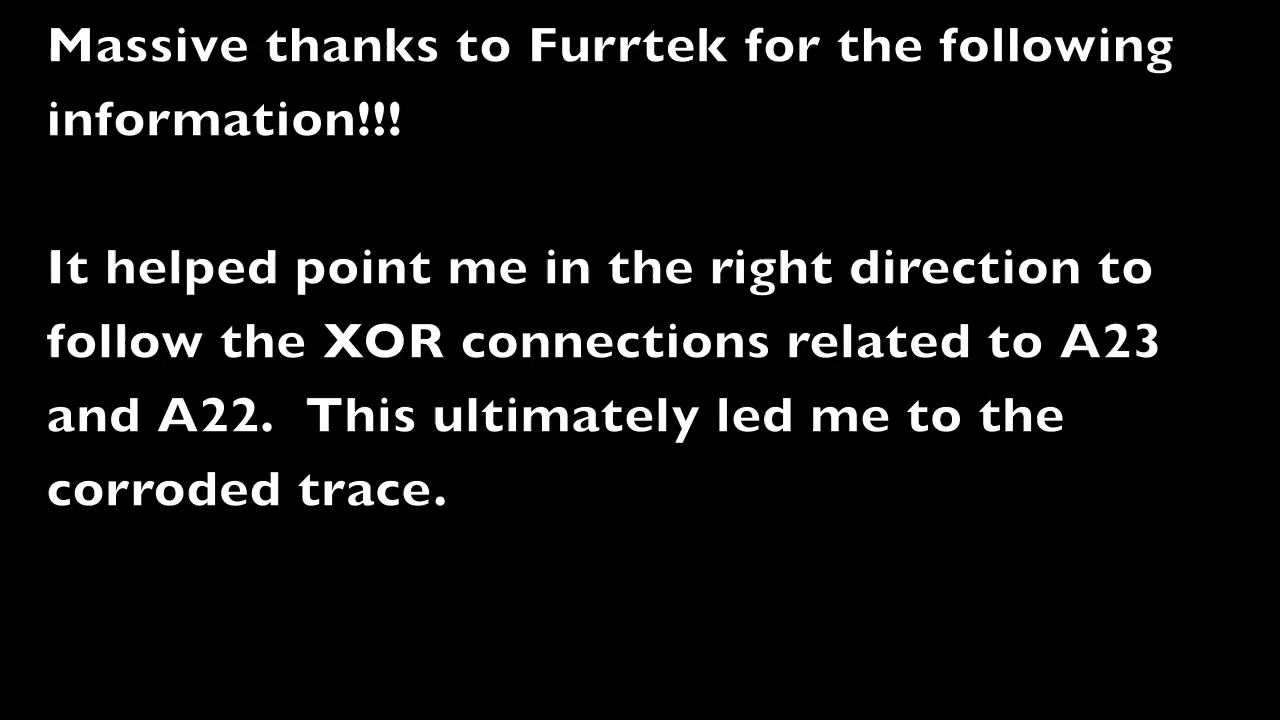 Massive thanks to Furrtek for the following
information!!!
It helped point me in the right direction to
follow the XOR connections related to A23
and A22.  This ultimately led me to the
corroded trace.